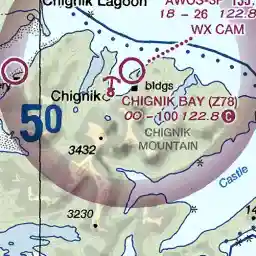 Chignik Lagoon
AWOS-3P 135.
18 - 26 122.8
WX CAM
Chignik
bldgs
CHIGNIK BAY (Z78)
00 - 100 122.8 C
50
CHIGNIK
MOUNTAIN
3432
Castle
3230